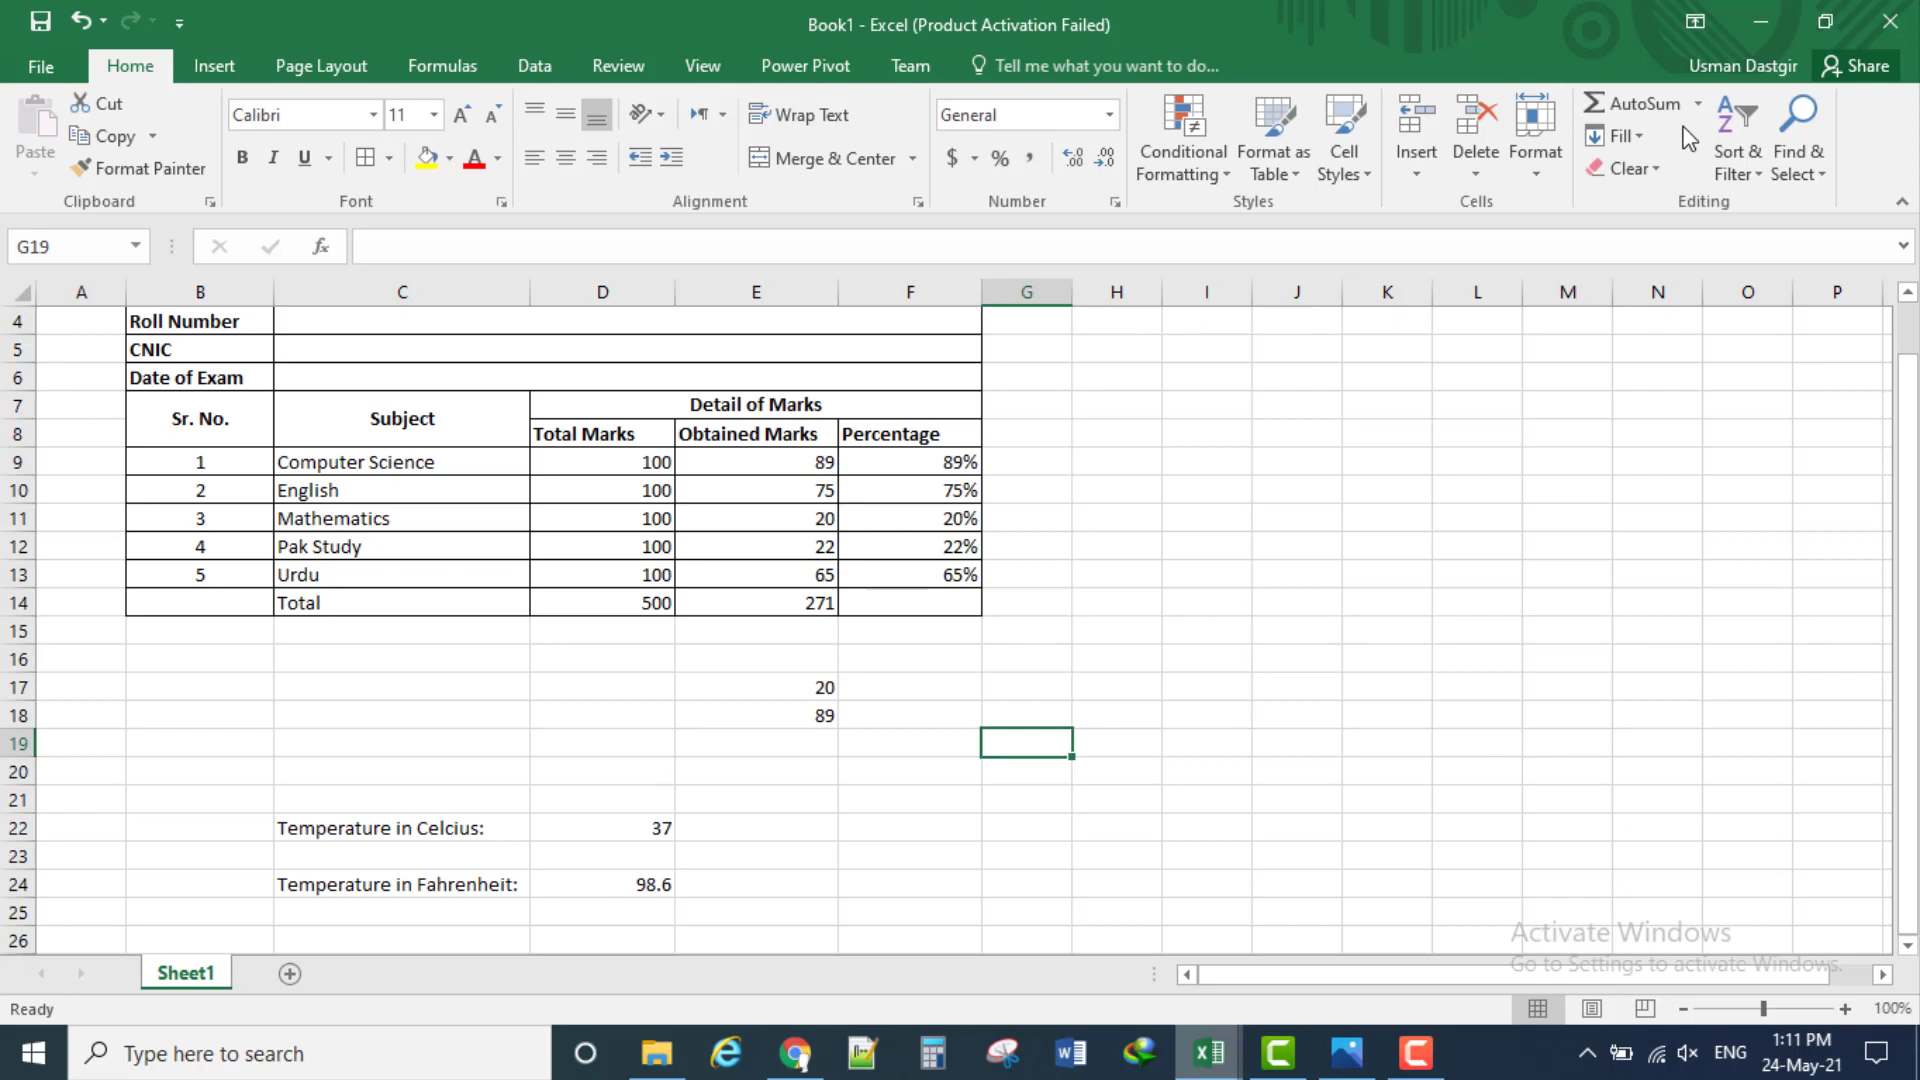 Book1 - Excel (Product Activation Failed)
File Home Insert Page Layout Formulas Data Review View Power Pivot Team Tell me what you want to do... Usman Dastgir Share
Paste
Cut
Copy
Format Painter
Clipboard
Calibri 11
B I U A
Font
Wrap Text
Merge & Center
Alignment
General
$ % ,
Number
Conditional Formatting
Format as Table
Cell Styles
Styles
Insert Delete Format
Cells
AutoSum
Fill
Clear
Sort & Filter
Find & Select
Editing
G19 fx
A B C D E F G H I J K L M N O P
4 Roll Number
5 CNIC
6 Date of Exam
7 Sr. No. Subject Detail of Marks
8 Total Marks Obtained Marks Percentage
9 1 Computer Science 100 89 89%
10 2 English 100 75 75%
11 3 Mathematics 100 20 20%
12 4 Pak Study 100 22 22%
13 5 Urdu 100 65 65%
14 Total 500 271
15
16
17 20
18 89
19
20
21
22 Temperature in Celcius: 37
23
24 Temperature in Fahrenheit: 98.6
25
26
Activate Windows
Go to Settings to activate Windows.
Sheet1
Ready 100%
Type here to search
ENG
1:11 PM
24-May-21